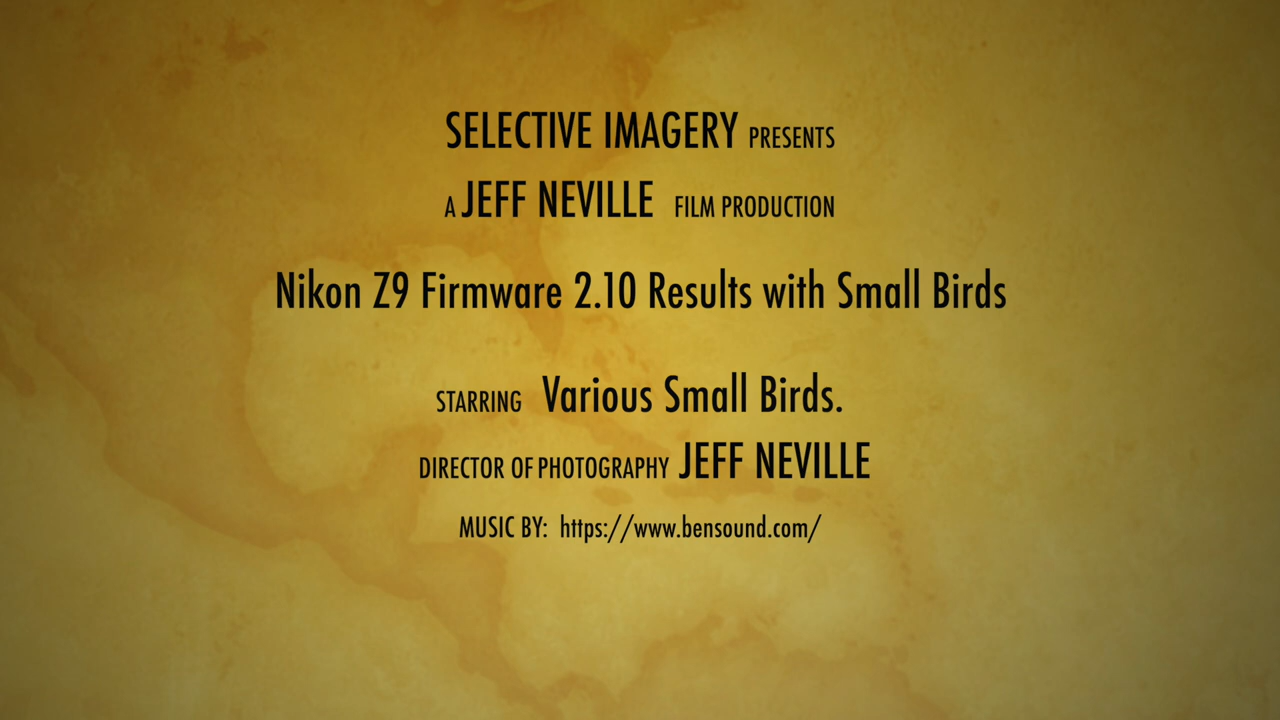 SELECTIVE IMAGERY PRESENTS
A JEFF NEVILLE FILM PRODUCTION
Nikon Z9 Firmware 2.10 Results with Small Birds
STARRING Various Small Birds.
DIRECTOR OF PHOTOGRAPHY JEFF NEVILLE
MUSIC BY: https://www.bensound.com/